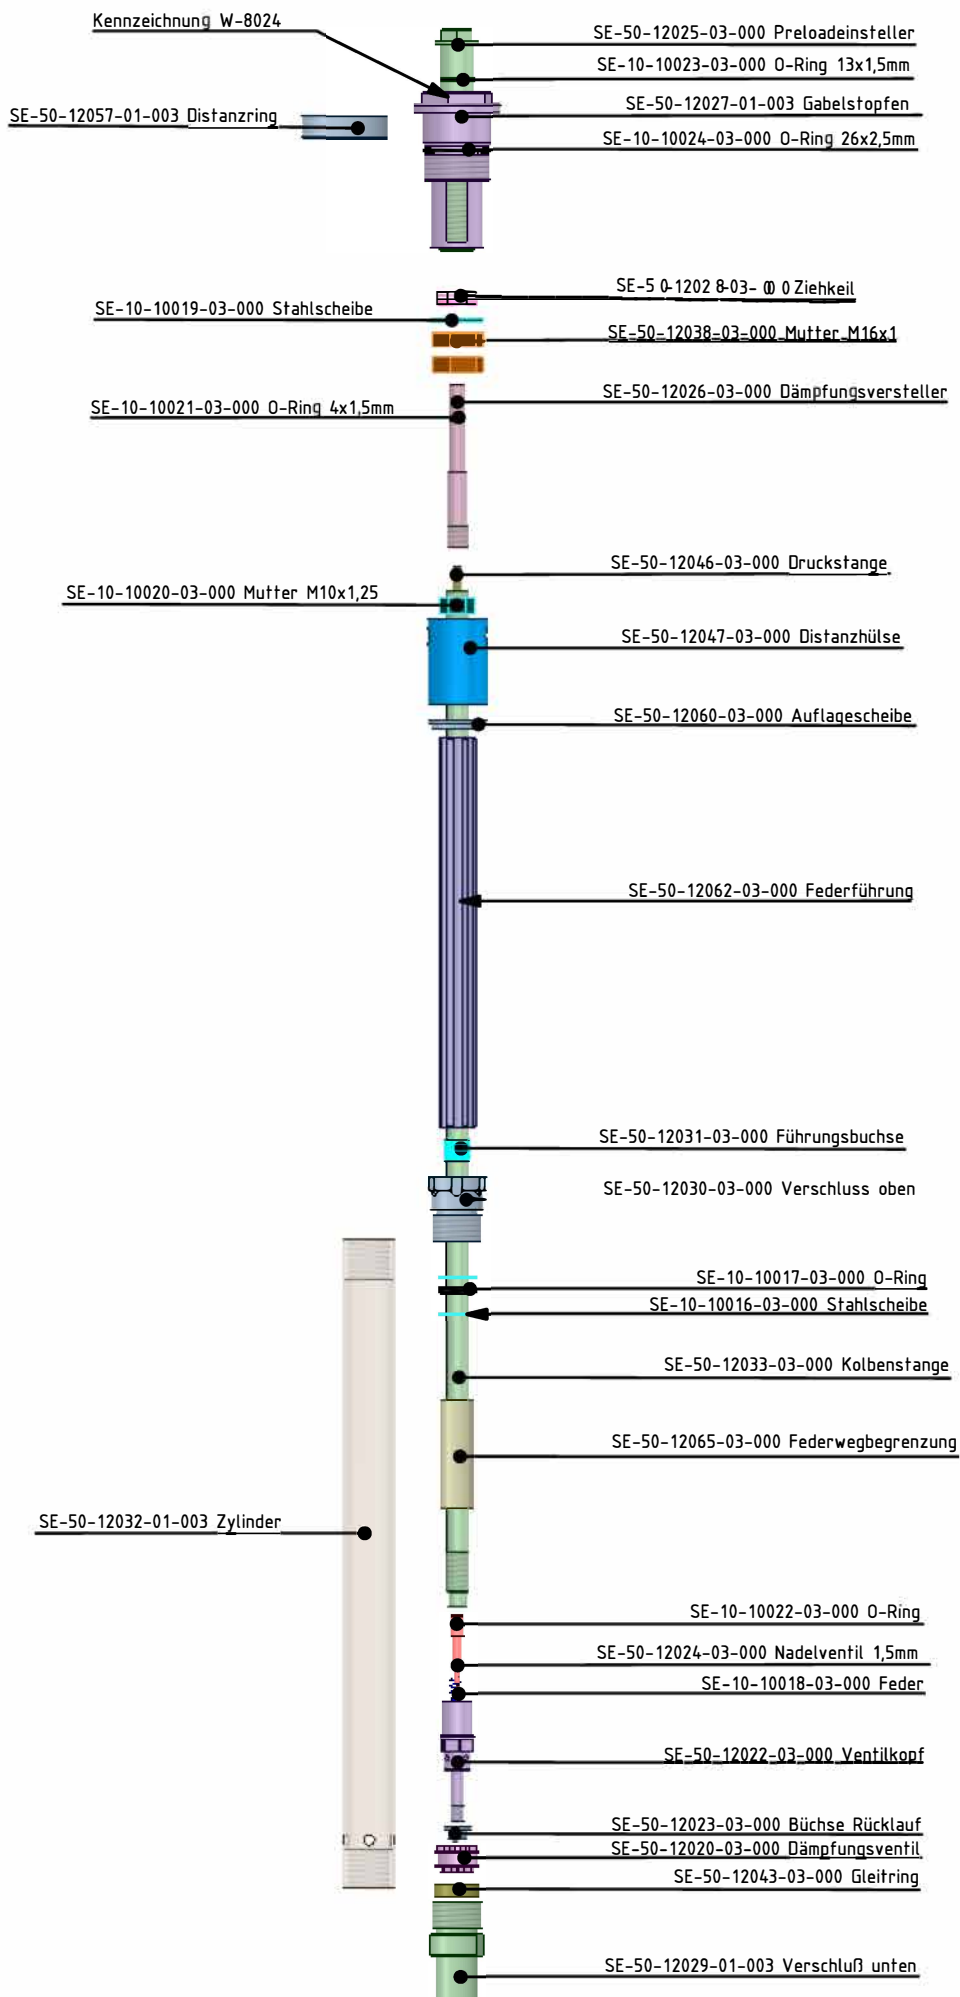 Kennzeichnung W-8024
SE-50-12025-03-000 Preloadeinsteller
SE-10-10023-03-000 O-Ring 13x1,5mm
SE-50-12027-01-003 Gabelstopfen
SE-50-12057-01-003 Distanzring
SE-10-10024-03-000 O-Ring 26x2,5mm
SE-50-12028-03-000 Ziehkeil
SE-10-10019-03-000 Stahlscheibe
SE-50-12038-03-000 Mutter M16x1
SE-50-12026-03-000 Dämpfungsversteller
SE-10-10021-03-000 O-Ring 4x1,5mm
SE-50-12046-03-000 Druckstange
SE-10-10020-03-000 Mutter M10x1,25
SE-50-12047-03-000 Distanzhülse
SE-50-12060-03-000 Auflagescheibe
SE-50-12062-03-000 Federführung
SE-50-12031-03-000 Führungsbuchse
SE-50-12030-03-000 Verschluss oben
SE-10-10017-03-000 O-Ring
SE-10-10016-03-000 Stahlscheibe
SE-50-12033-03-000 Kolbenstange
SE-50-12065-03-000 Federwegbegrenzung
SE-50-12032-01-003 Zylinder
SE-10-10022-03-000 O-Ring
SE-50-12024-03-000 Nadelventil 1,5mm
SE-10-10018-03-000 Feder
SE-50-12022-03-000 Ventilkopf
SE-50-12023-03-000 Büchse Rücklauf
SE-50-12020-03-000 Dämpfungsventil
SE-50-12043-03-000 Gleitring
SE-50-12029-01-003 Verschluß unten